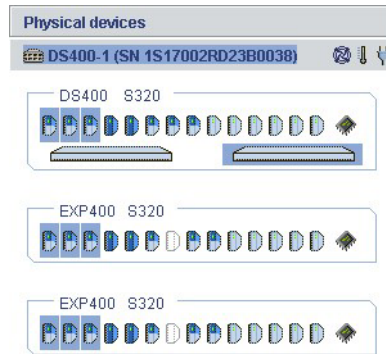 Physical devices
DS400-1 (SN 1S17002RD23B0038)
DS400 S320
EXP400 S320
EXP400 S320